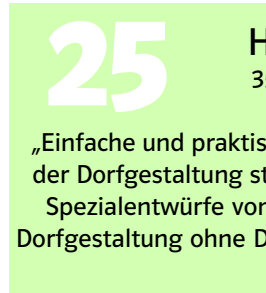 25
H
3
„Einfache und praktis
der Dorfgestaltung st
Spezialentwürfe vor
Dorfgestaltung ohne D